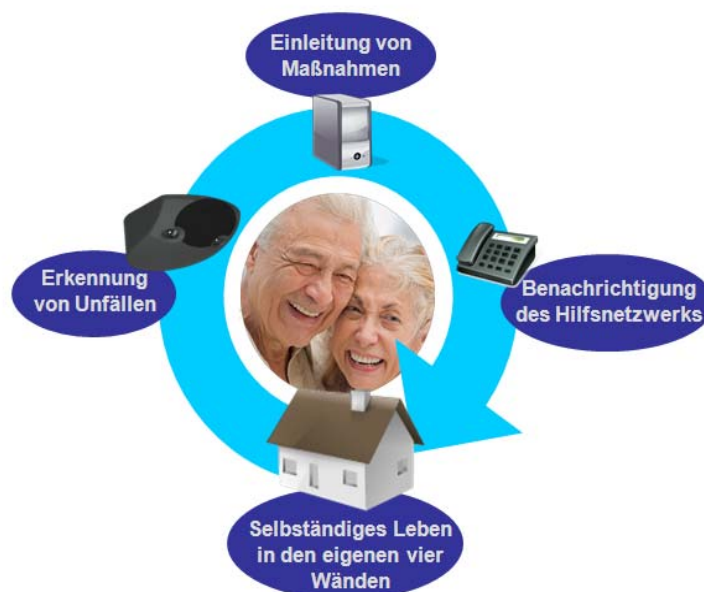 Einleitung von
Maßnahmen
Erkennung
von Unfällen
Benachrichtigung
des Hilfsnetzwerks
Selbständiges Leben
in den eigenen vier
Wänden